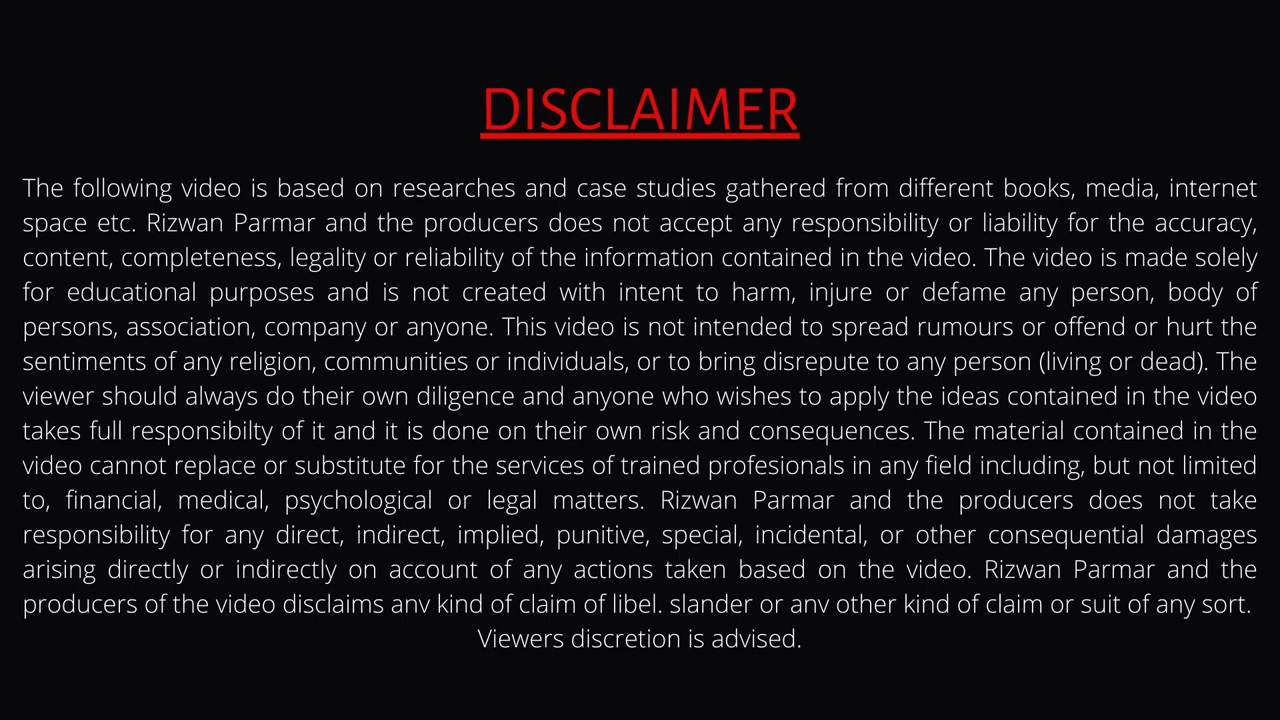 DISCLAIMER
The following video is based on researches and case studies gathered from different books, media, internet
space etc. Rizwan Parmar and the producers does not accept any responsibility or liability for the accuracy,
content, completeness, legality or reliability of the information contained in the video. The video is made solely
for educational purposes and is not created with intent to harm, injure or defame any person, body of
persons, association, company or anyone. This video is not intended to spread rumours or offend or hurt the
sentiments of any religion, communities or individuals, or to bring disrepute to any person (living or dead). The
viewer should always do their own diligence and anyone who wishes to apply the ideas contained in the video
takes full responsibilty of it and it is done on their own risk and consequences. The material contained in the
video cannot replace or substitute for the services of trained profesionals in any field including, but not limited
to, financial, medical, psychological or legal matters. Rizwan Parmar and the producers does not take
responsibility for any direct, indirect, implied, punitive, special, incidental, or other consequential damages
arising directly or indirectly on account of any actions taken based on the video. Rizwan Parmar and the
producers of the video disclaims any kind of claim of libel. slander or any other kind of claim or suit of any sort.
Viewers discretion is advised.